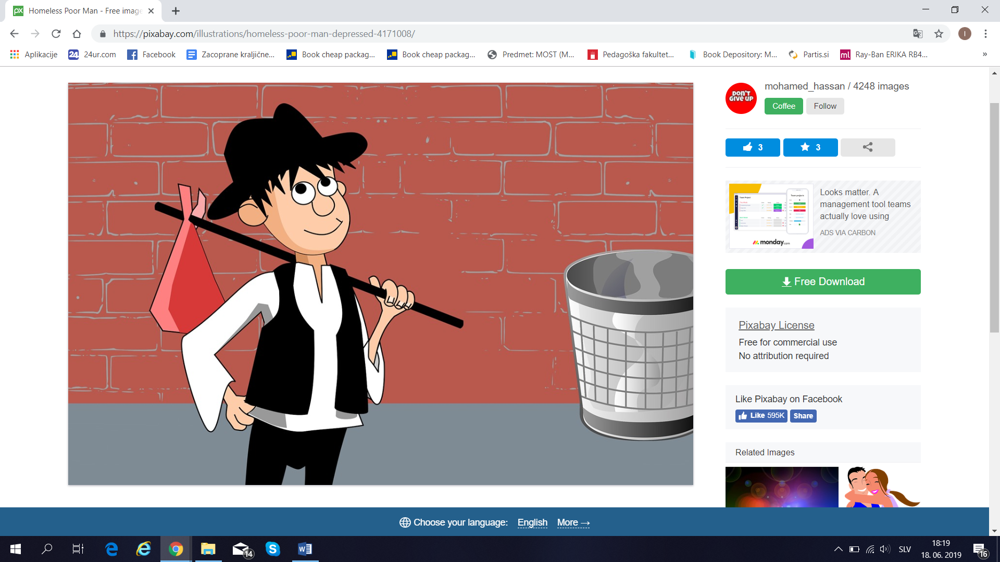 Homeless Poor Man - Free image
https://pixabay.com/illustrations/homeless-poor-man-depressed-4171008/
I
Aplikacije
24ur.com
Facebook
Zacoprane kraljične...
Book cheap packag...
Book cheap packag...
Predmet: MOST (M...
Pedagoška fakultet...
Book Depository: M...
Partis.si
Ray-Ban ERIKA RB4...
»
DON'T
GIVE UP
mohamed_hassan / 4248 images
Coffee
Follow
3
3
Looks matter. A
management tool teams
actually love using
ADS VIA CARBON
monday.com
Free Download
Pixabay License
Free for commercial use
No attribution required
Like Pixabay on Facebook
Like 595K
Share
Related Images
Choose your language: English More →
14
SLV
18:19
18. 06. 2019
16